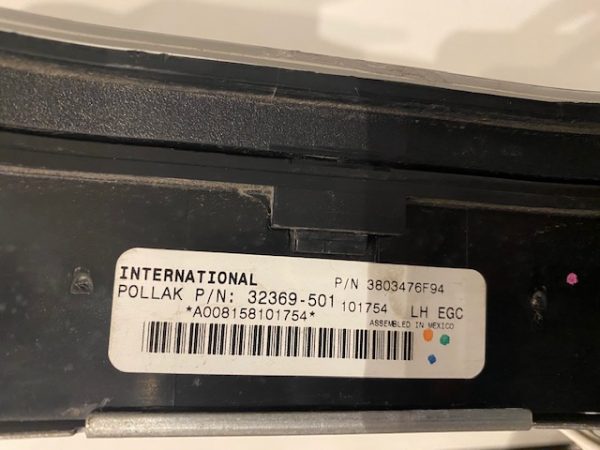 INTERNATIONAL P/N 3803476F94
POLLAK P/N: 32369-501 101754 LH EGC
*A008158101754* ASSEMBLED IN MEXICO